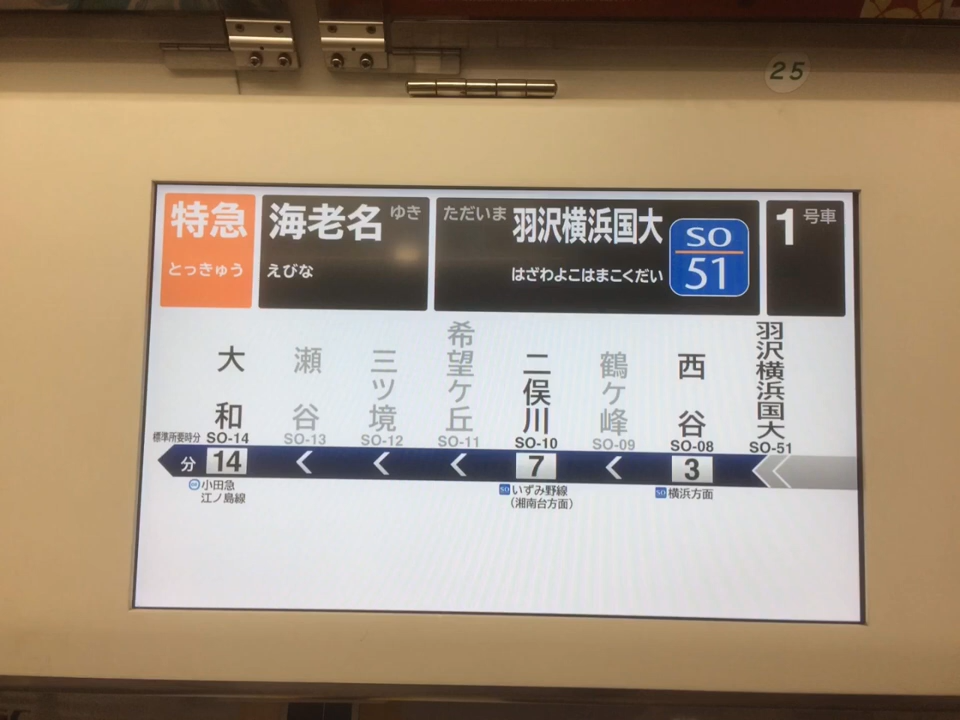 25
特急
とっきゅう
海老名 ゆき
えびな
ただいま 羽沢横浜国大
はざわよこはまこくだい
SO
51
1 号車
大和
瀬谷
三ツ境
希望ケ丘
二俣川
鶴ケ峰
西谷
羽沢横浜国大
標準所要時分 SO-14 SO-13 SO-12 SO-11 SO-10 SO-09 SO-08 SO-51
分 14 7 3
小田急
江ノ島線
いずみ野線
(湘南台方面)
横浜方面